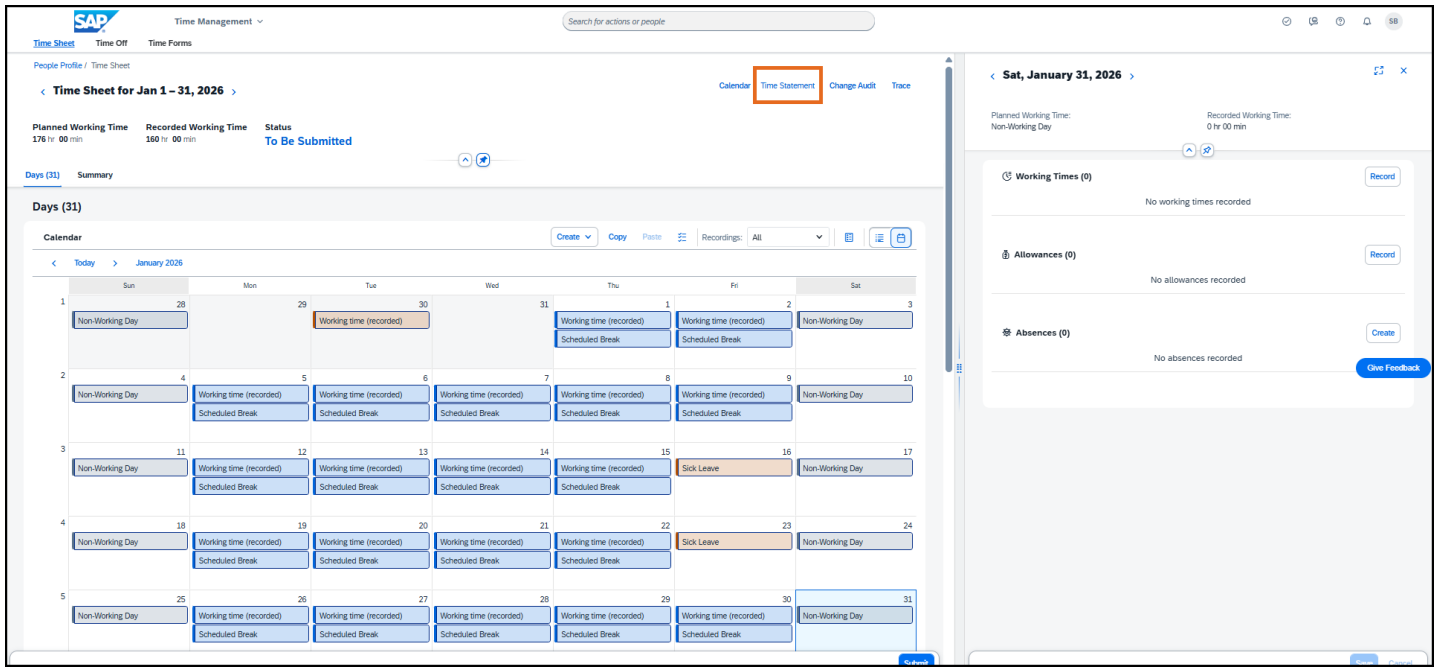 SAP
Time Management
Search for actions or people
SB
Time Sheet Time Off Time Forms
People Profile / Time Sheet
Time Sheet for Jan 1 – 31, 2026
Calendar Time Statement Change Audit Trace
Planned Working Time Recorded Working Time Status
176 hr 00 min 160 hr 00 min To Be Submitted
Days (31) Summary
Days (31)
Calendar Create Copy Paste Recordings: All
Today January 2026
Sun Mon Tue Wed Thu Fri Sat
1 28 29 30 31 1 2 3
Non-Working Day Working time (recorded) Working time (recorded) Working time (recorded) Non-Working Day
Scheduled Break Scheduled Break
2 4 5 6 7 8 9 10
Non-Working Day Working time (recorded) Working time (recorded) Working time (recorded) Working time (recorded) Working time (recorded) Non-Working Day
Scheduled Break Scheduled Break Scheduled Break Scheduled Break Scheduled Break
3 11 12 13 14 15 16 17
Non-Working Day Working time (recorded) Working time (recorded) Working time (recorded) Working time (recorded) Sick Leave Non-Working Day
Scheduled Break Scheduled Break Scheduled Break Scheduled Break
4 18 19 20 21 22 23 24
Non-Working Day Working time (recorded) Working time (recorded) Working time (recorded) Working time (recorded) Sick Leave Non-Working Day
Scheduled Break Scheduled Break Scheduled Break Scheduled Break
5 25 26 27 28 29 30 31
Non-Working Day Working time (recorded) Working time (recorded) Working time (recorded) Working time (recorded) Working time (recorded) Non-Working Day
Scheduled Break Scheduled Break Scheduled Break Scheduled Break Scheduled Break
Submit
Sat, January 31, 2026
Planned Working Time: Recorded Working Time:
Non-Working Day 0 hr 00 min
Working Times (0) Record
No working times recorded
Allowances (0) Record
No allowances recorded
Absences (0) Create
No absences recorded
Give Feedback
Save Cancel